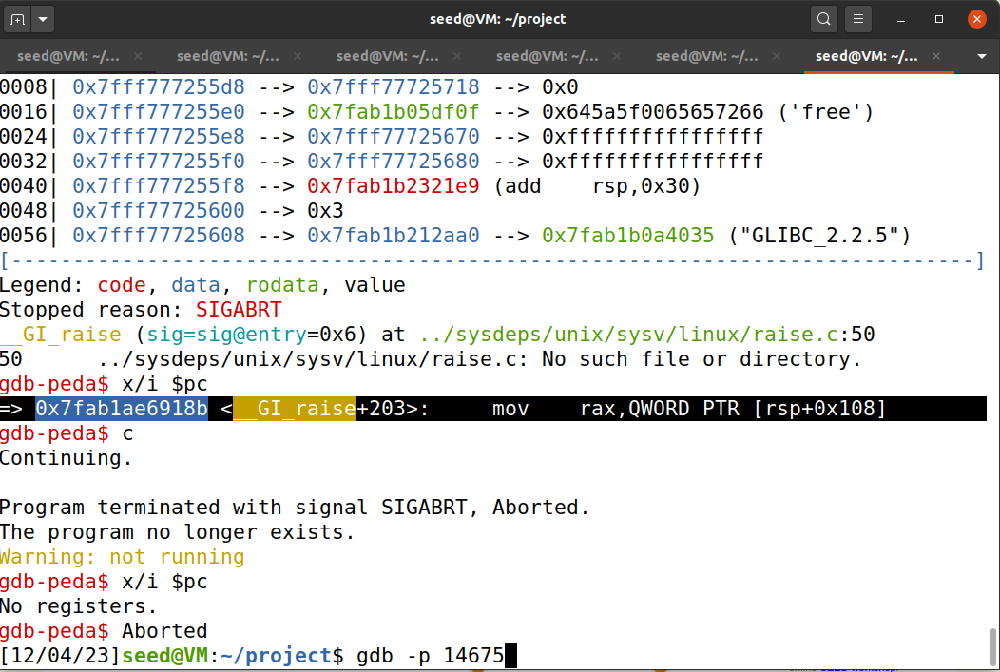 seed@VM: ~/project
seed@VM: ~/... × seed@VM: ~/... × seed@VM: ~/... × seed@VM: ~/... × seed@VM: ~/... × seed@VM: ~/... ×
0008| 0x7fff777255d8 --> 0x7fff77725718 --> 0x0
0016| 0x7fff777255e0 --> 0x7fab1b05df0f --> 0x645a5f0065657266 ('free')
0024| 0x7fff777255e8 --> 0x7fff77725670 --> 0xffffffffffffffff
0032| 0x7fff777255f0 --> 0x7fff77725680 --> 0xffffffffffffffff
0040| 0x7fff777255f8 --> 0x7fab1b2321e9 (add    rsp,0x30)
0048| 0x7fff77725600 --> 0x3
0056| 0x7fff77725608 --> 0x7fab1b212aa0 --> 0x7fab1b0a4035 ("GLIBC_2.2.5")
[------------------------------------------------------------------------------]
Legend: code, data, rodata, value
Stopped reason: SIGABRT
__GI_raise (sig=sig@entry=0x6) at ../sysdeps/unix/sysv/linux/raise.c:50
50      ../sysdeps/unix/sysv/linux/raise.c: No such file or directory.
gdb-peda$ x/i $pc
=> 0x7fab1ae6918b <__GI_raise+203>:     mov    rax,QWORD PTR [rsp+0x108]
gdb-peda$ c
Continuing.
Program terminated with signal SIGABRT, Aborted.
The program no longer exists.
Warning: not running
gdb-peda$ x/i $pc
No registers.
gdb-peda$ Aborted
[12/04/23]seed@VM:~/project$ gdb -p 14675